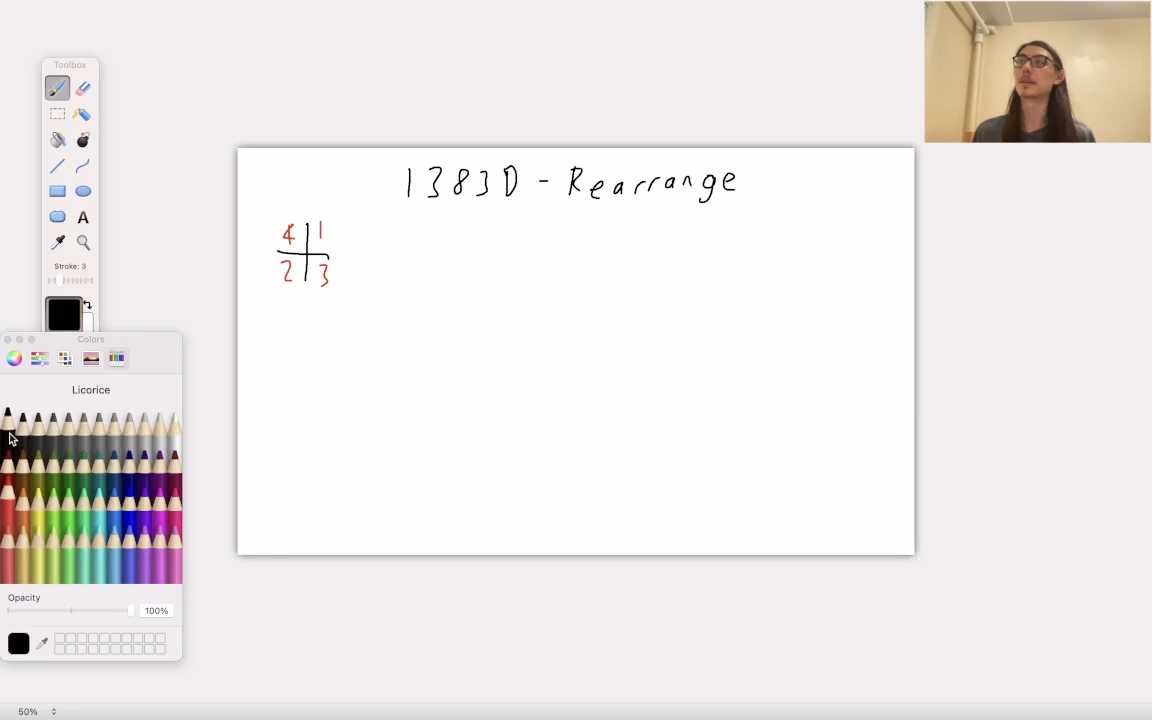 Toolbox
1383D - Rearrange
4 1
2 3
A
Stroke: 3
Colors
Licorice
Opacity
100%
50%